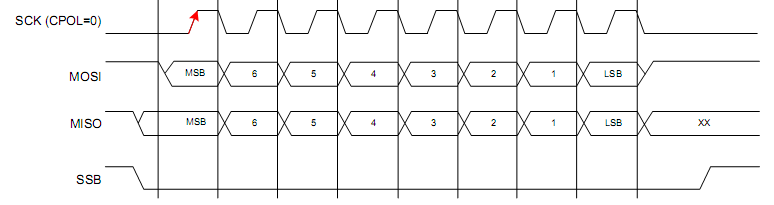 SCK (CPOL=0)
MOSI MSB 6 5 4 3 2 1 LSB
MISO MSB 6 5 4 3 2 1 LSB XX
SSB